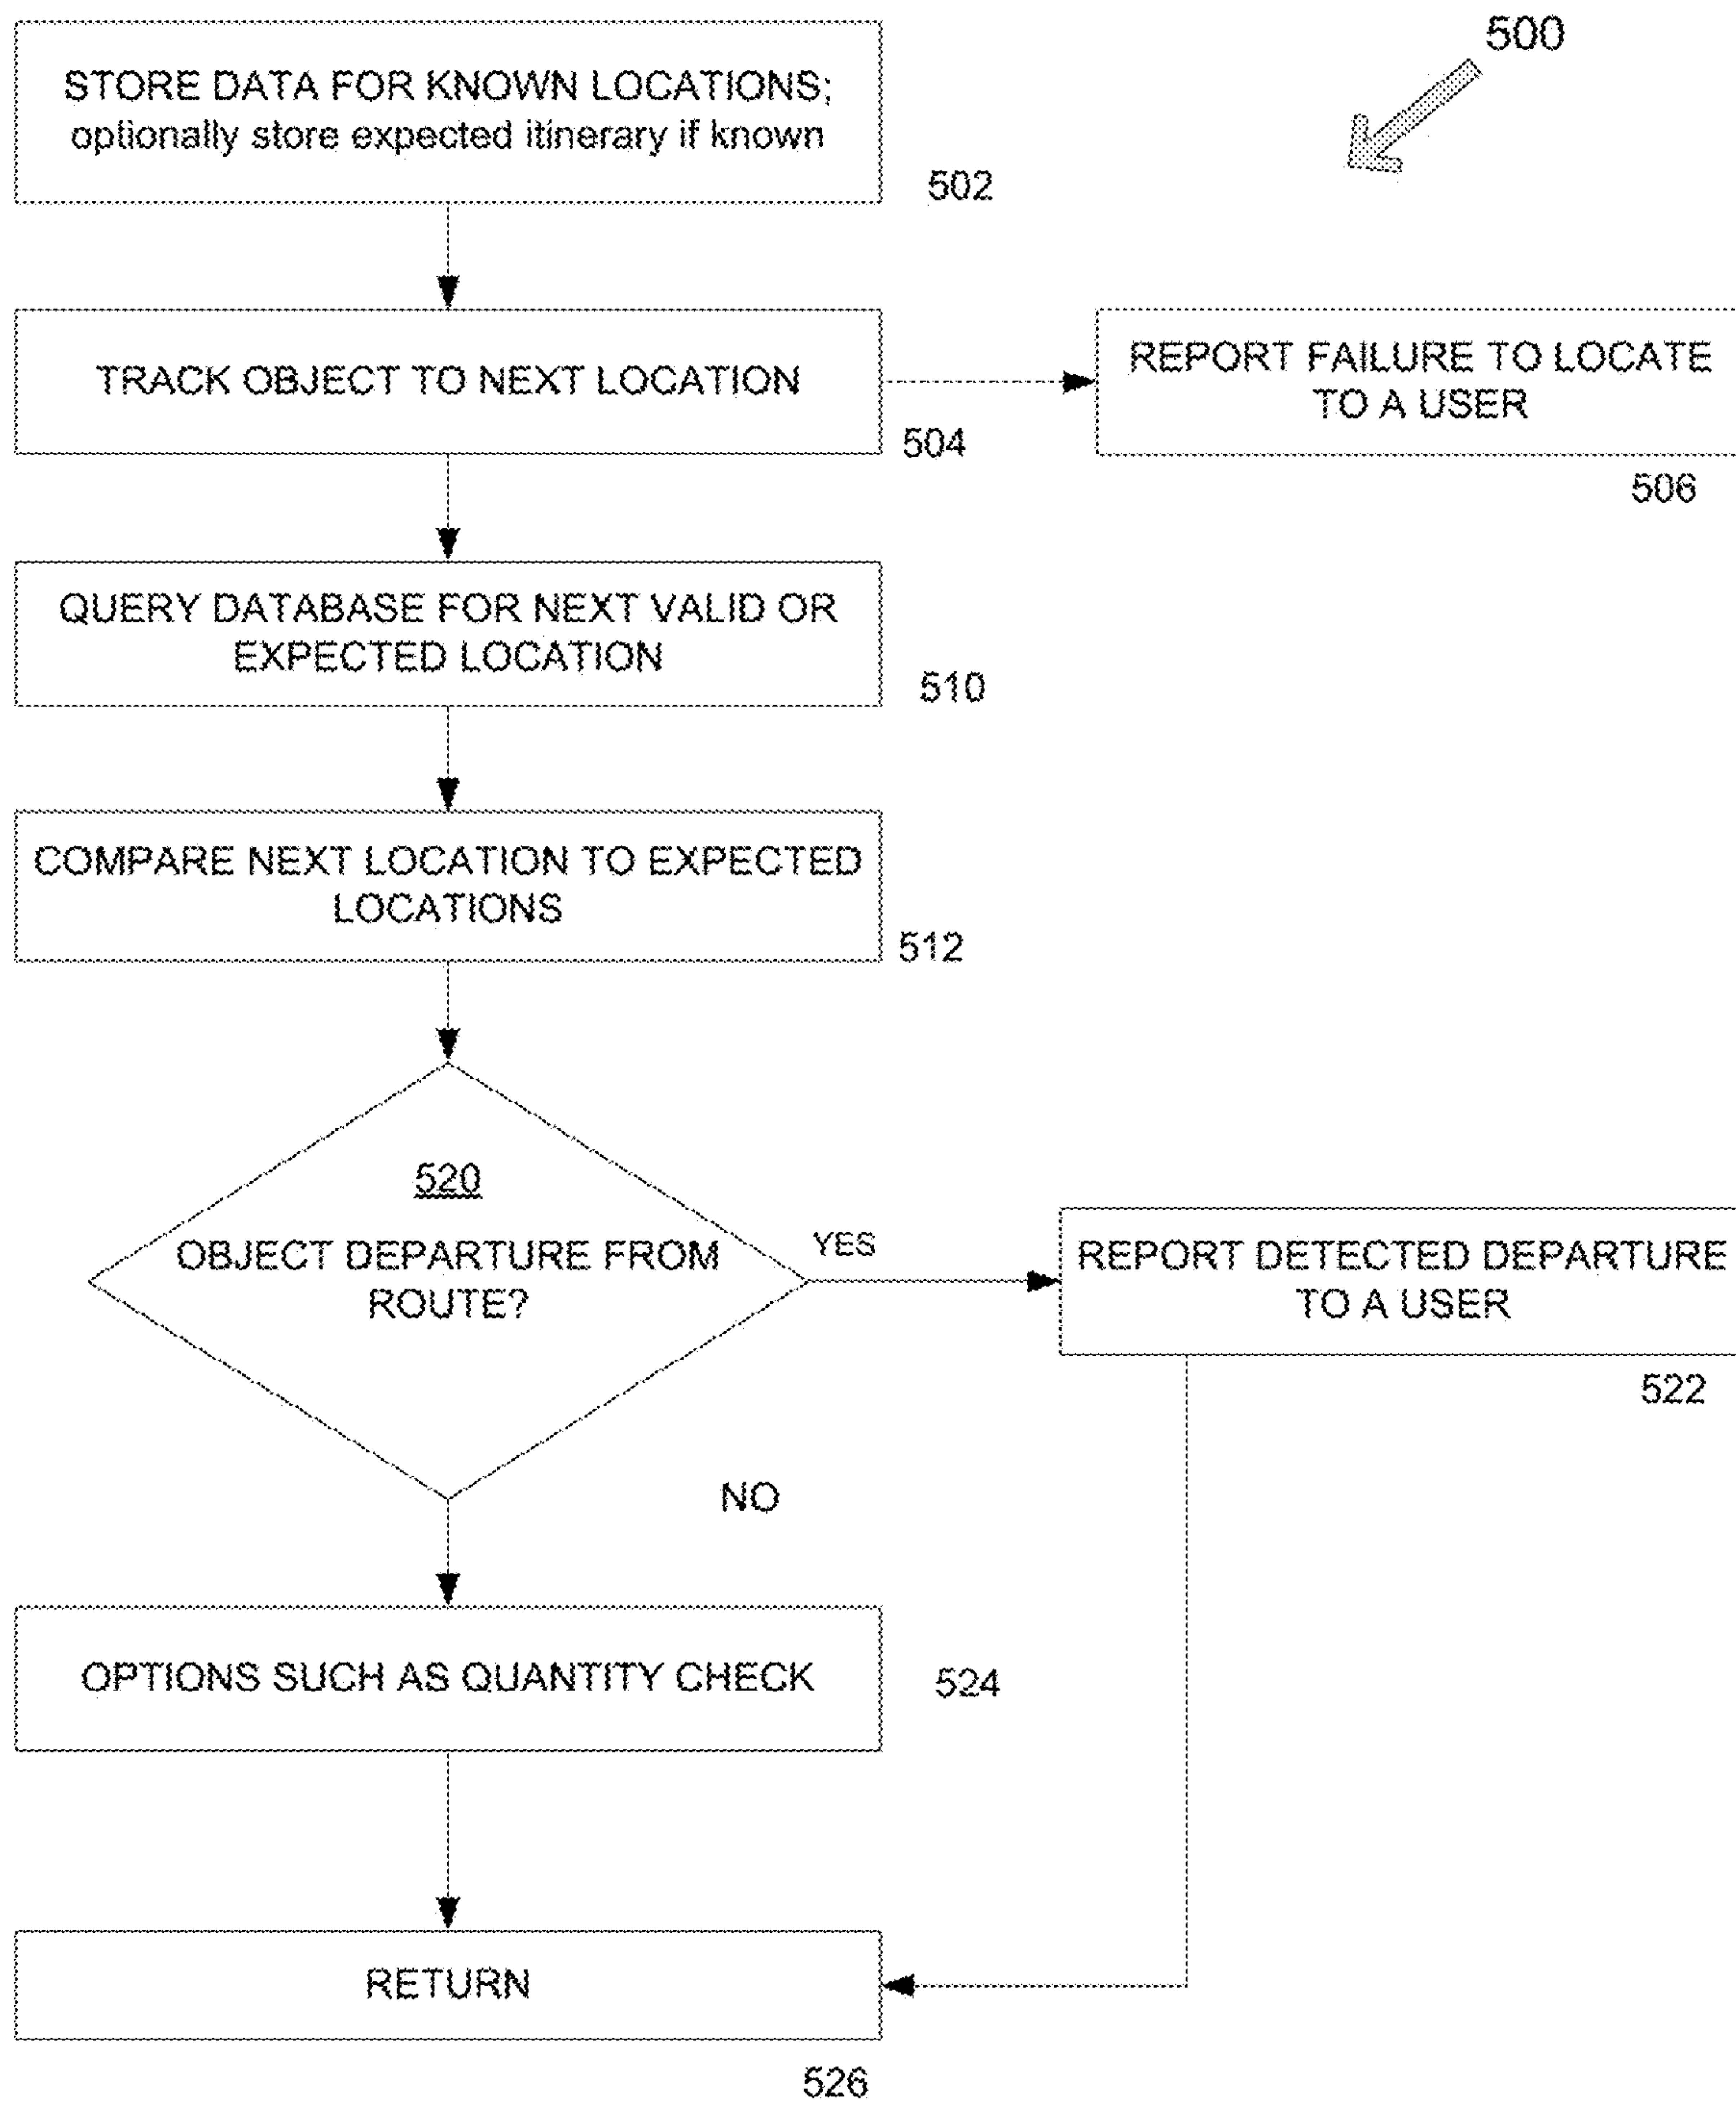 500
STORE DATA FOR KNOWN LOCATIONS;
optionally store expected itinerary if known
502
TRACK OBJECT TO NEXT LOCATION
504
REPORT FAILURE TO LOCATE
TO A USER
506
QUERY DATABASE FOR NEXT VALID OR
EXPECTED LOCATION
510
COMPARE NEXT LOCATION TO EXPECTED
LOCATIONS
512
520
OBJECT DEPARTURE FROM
ROUTE?
YES
REPORT DETECTED DEPARTURE
TO A USER
522
NO
OPTIONS SUCH AS QUANTITY CHECK
524
RETURN
526